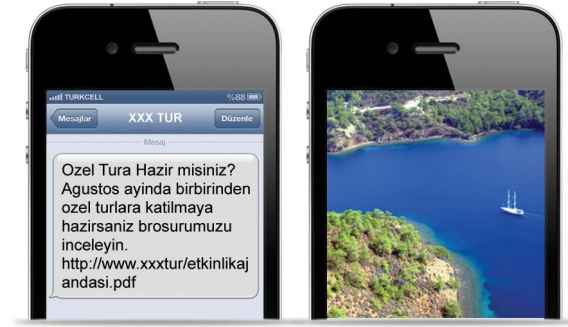 TURKCELL %88
Mesajlar XXX TUR Düzenle
Mesaj
Ozel Tura Hazir misiniz?
Agustos ayinda birbirinden
ozel turlara katilmaya
hazirsaniz brosurumuzu
inceleyin.
http://www.xxxtur/etkinlikaj
andasi.pdf